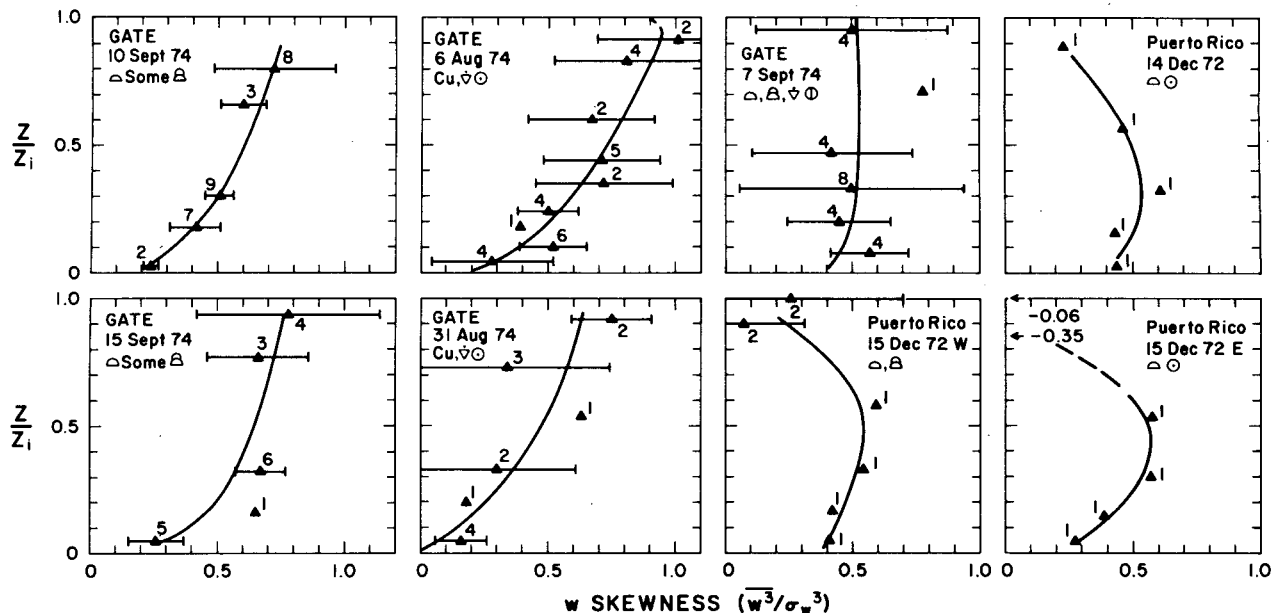 GATE
10 Sept 74
Some
8
3
9
7
2
GATE
6 Aug 74
Cu,
2
4
2
5
2
4
1
6
4
GATE
7 Sept 74
4
1
4
8
4
4
Puerto Rico
14 Dec 72
1
1
1
1
1
1.0
0.5
0
Z
Zi
GATE
15 Sept 74
Some
4
3
6
1
5
GATE
31 Aug 74
Cu,
2
3
1
2
1
4
Puerto Rico
15 Dec 72 W
2
2
1
1
1
1
Puerto Rico
15 Dec 72 E
-0.06
-0.35
1
1
1
1
1.0
0.5
0
Z
Zi
0 0.5 1.0 0 0.5 1.0 0 0.5 1.0 0 0.5 1.0
w SKEWNESS (w³/σw³)